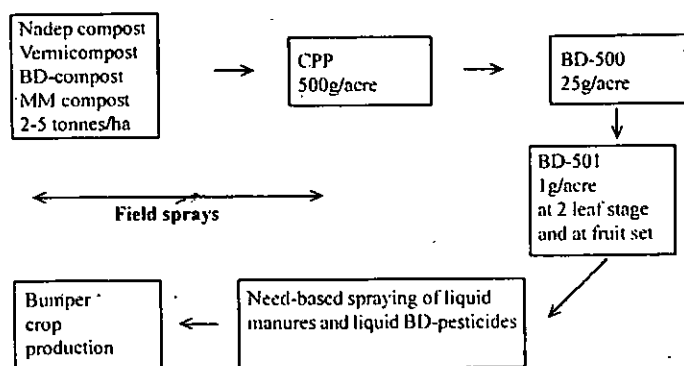 Nadep compost
Vermicompost
BD-compost
MM compost
2-5 tonnes/ha
CPP
500g/acre
BD-500
25g/acre
BD-501
1g/acre
at 2 leaf stage
and at fruit set
Field sprays
Need-based spraying of liquid
manures and liquid BD-pesticides
Bumper
crop
production